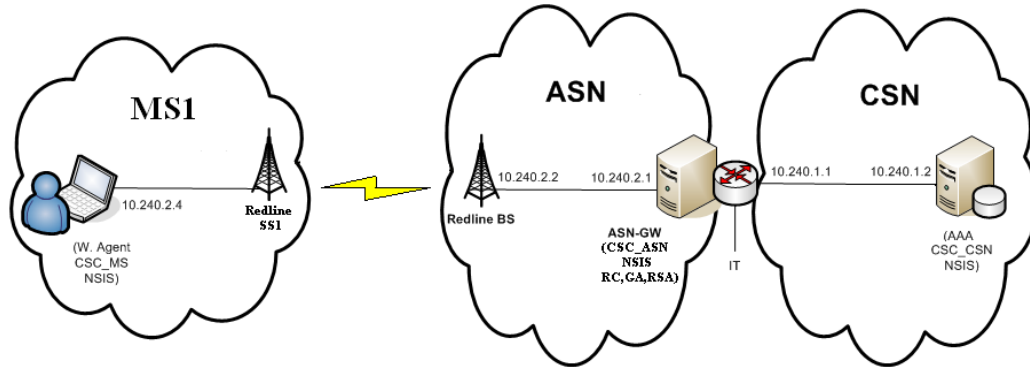 MS1
10.240.2.4
Redline
SS1
(W. Agent
CSC_MS
NSIS)
ASN
10.240.2.2
10.240.2.1
Redline BS
ASN-GW
(CSC_ASN
NSIS
RC,GA,RSA)
IT
CSN
10.240.1.1
10.240.1.2
(AAA
CSC_CSN
NSIS)